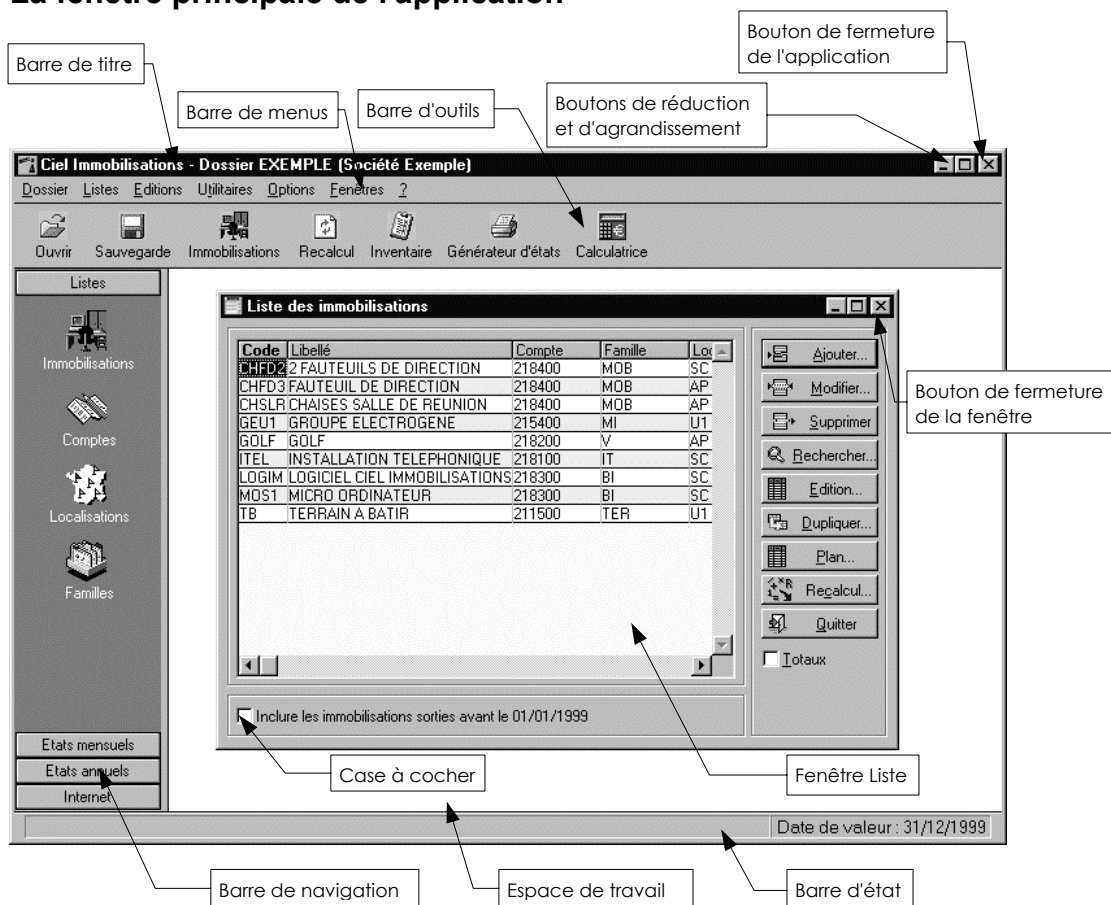 La fenêtre principale de l'application
Bouton de fermeture
de l'application
Barre de titre
Boutons de réduction
et d'agrandissement
Barre de menus
Barre d'outils
Ciel Immobilisations - Dossier EXEMPLE (Société Exemple)
Dossier Listes Editions Utilitaires Options Fenêtres ?
Ouvrir Sauvegarde Immobilisations Recalcul Inventaire Générateur d'états Calculatrice
Listes
Immobilisations
Comptes
Localisations
Familles
Etats mensuels
Etats annuels
Internet
Liste des immobilisations
Code Libellé Compte Famille Loc
CHFD2 2 FAUTEUILS DE DIRECTION 218400 MOB SC
CHFD3 FAUTEUIL DE DIRECTION 218400 MOB AP
CHSLR CHAISES SALLE DE REUNION 218400 MOB AP
GEU1 GROUPE ELECTROGENE 215400 MI U1
GOLF GOLF 218200 V AP
ITEL INSTALLATION TELEPHONIQUE 218100 IT SC
LOGIM LOGICIEL CIEL IMMOBILISATIONS 218300 BI SC
MOS1 MICRO ORDINATEUR 218300 BI SC
TB TERRAIN A BATIR 211500 TER U1
Ajouter...
Modifier...
Supprimer
Rechercher...
Edition...
Dupliquer...
Plan...
Recalcul...
Quitter
Totaux
Bouton de fermeture
de la fenêtre
Inclure les immobilisations sorties avant le 01/01/1999
Case à cocher
Fenêtre Liste
Date de valeur : 31/12/1999
Barre de navigation
Espace de travail
Barre d'état